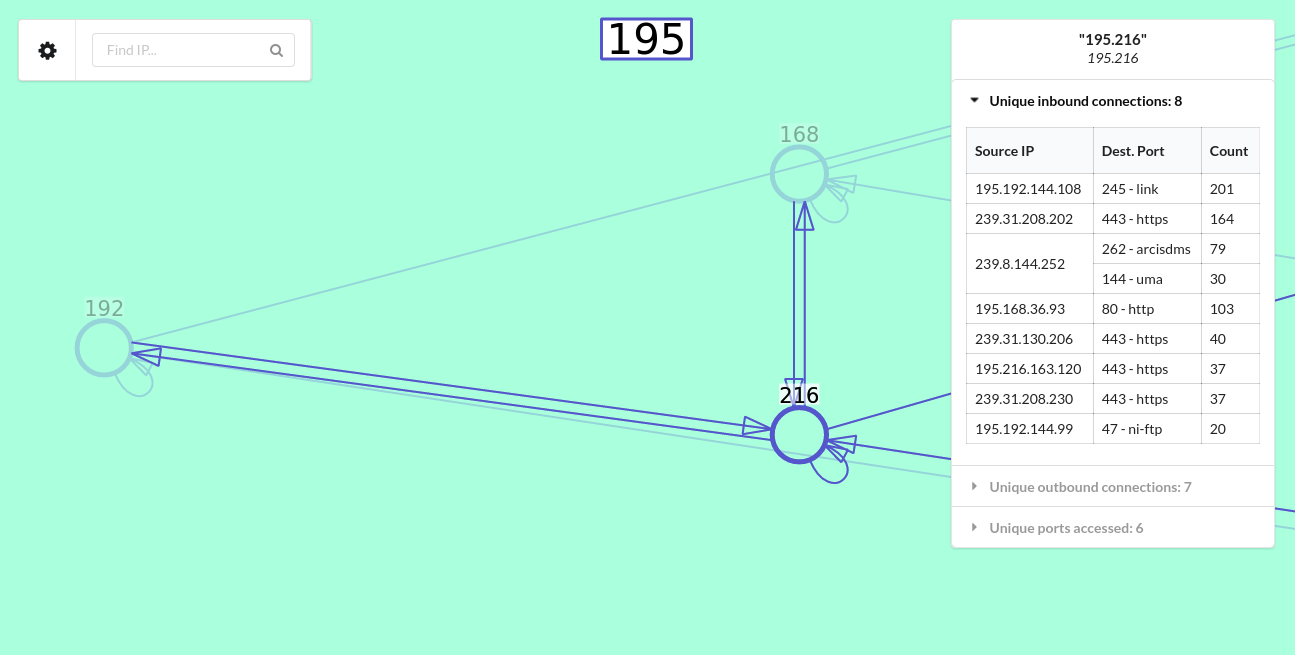 Find IP...
195
168
192
216
"195.216"
195.216
Unique inbound connections: 8
Source IP Dest. Port Count
195.192.144.108 245 - link 201
239.31.208.202 443 - https 164
239.8.144.252 262 - arcisdms 79
144 - uma 30
195.168.36.93 80 - http 103
239.31.130.206 443 - https 40
195.216.163.120 443 - https 37
239.31.208.230 443 - https 37
195.192.144.99 47 - ni-ftp 20
Unique outbound connections: 7
Unique ports accessed: 6